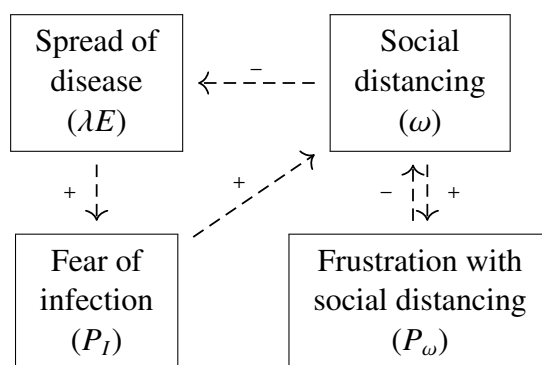 Spread of
disease
(λE)
Social
distancing
(ω)
−
+
+
−
+
Fear of
infection
(P_I)
Frustration with
social distancing
(P_ω)